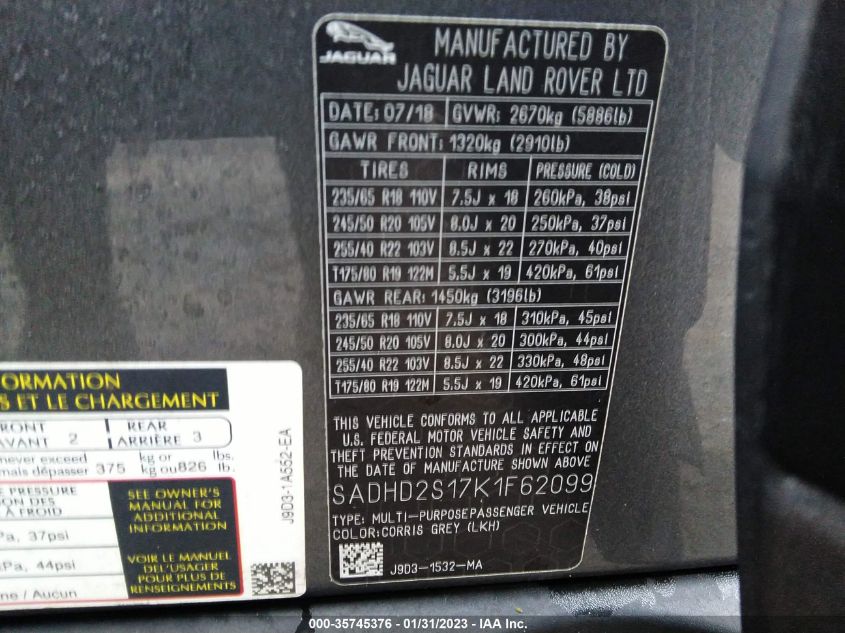 JAGUAR
MANUFACTURED BY
JAGUAR LAND ROVER LTD
DATE: 07/18 GVWR: 2670kg (5886lb)
GAWR FRONT: 1320kg (2910lb)
TIRES RIMS PRESSURE (COLD)
235/65 R18 110V 7.5J x 18 260kPa, 38psi
245/50 R20 105V 8.0J x 20 250kPa, 37psi
255/40 R22 103V 8.5J x 22 270kPa, 40psi
T175/80 R19 122M 5.5J x 19 420kPa, 61psi
GAWR REAR: 1450kg (3196lb)
235/65 R18 110V 7.5J x 18 310kPa, 45psi
245/50 R20 105V 8.0J x 20 300kPa, 44psi
255/40 R22 103V 8.5J x 22 330kPa, 48psi
T175/80 R19 122M 5.5J x 19 420kPa, 61psi
THIS VEHICLE CONFORMS TO ALL APPLICABLE
U.S. FEDERAL MOTOR VEHICLE SAFETY AND
THEFT PREVENTION STANDARDS IN EFFECT ON
THE DATE OF MANUFACTURE SHOWN ABOVE
SADHD2S17K1F62099
TYPE: MULTI-PURPOSEPASSENGER VEHICLE
COLOR:CORRIS GREY (LKH)
J9D3-1532-MA
ORMATION
S ET LE CHARGEMENT
FRONT REAR
AVANT 2 ARRIÈRE 3
never exceed kg or lbs.
mais dépasser 375 kg ou 826 lb.
E PRESSURE
ION DES
À FROID
a, 37psi
Pa, 44psi
ne / Aucun
SEE OWNER'S
MANUAL FOR
ADDITIONAL
INFORMATION
VOIR LE MANUEL
DEL'USAGER
POUR PLUS DE
RENSEIGNEMENTS
J9D3-1A552-EA
000-35745376 - 01/31/2023 - IAA Inc.